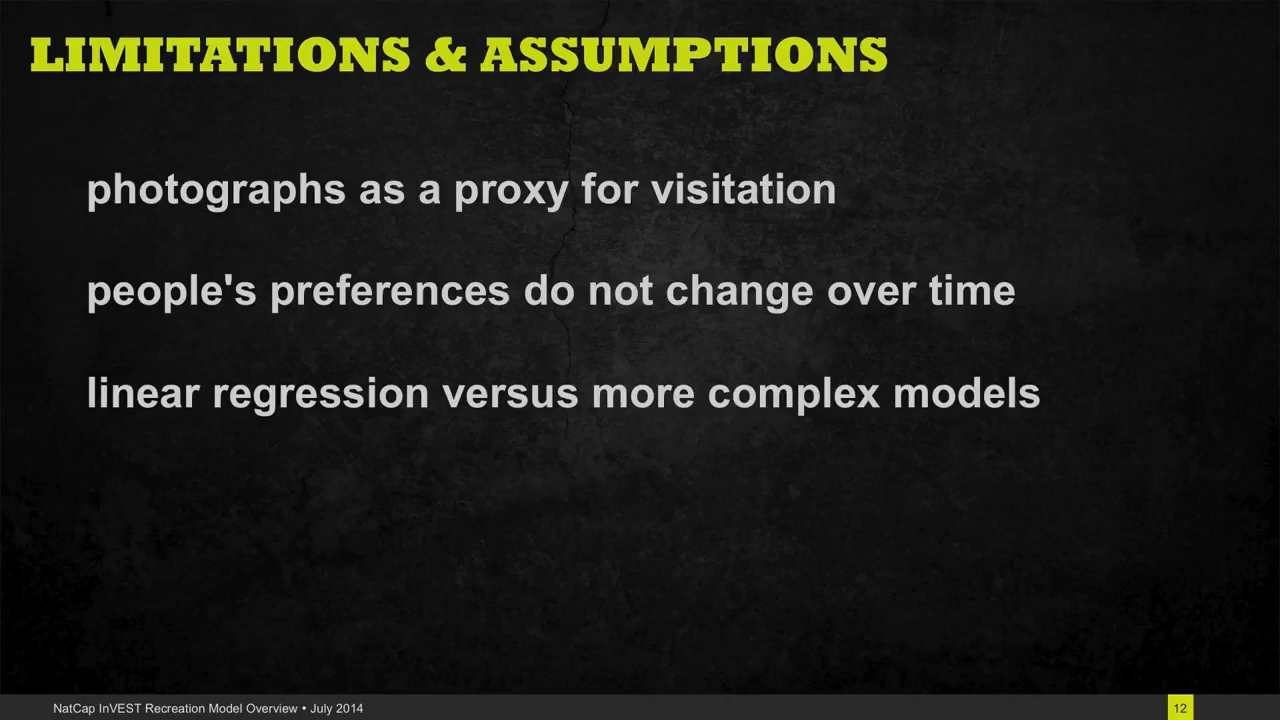 LIMITATIONS & ASSUMPTIONS
photographs as a proxy for visitation
people's preferences do not change over time
linear regression versus more complex models
NatCap InVEST Recreation Model Overview • July 2014
12